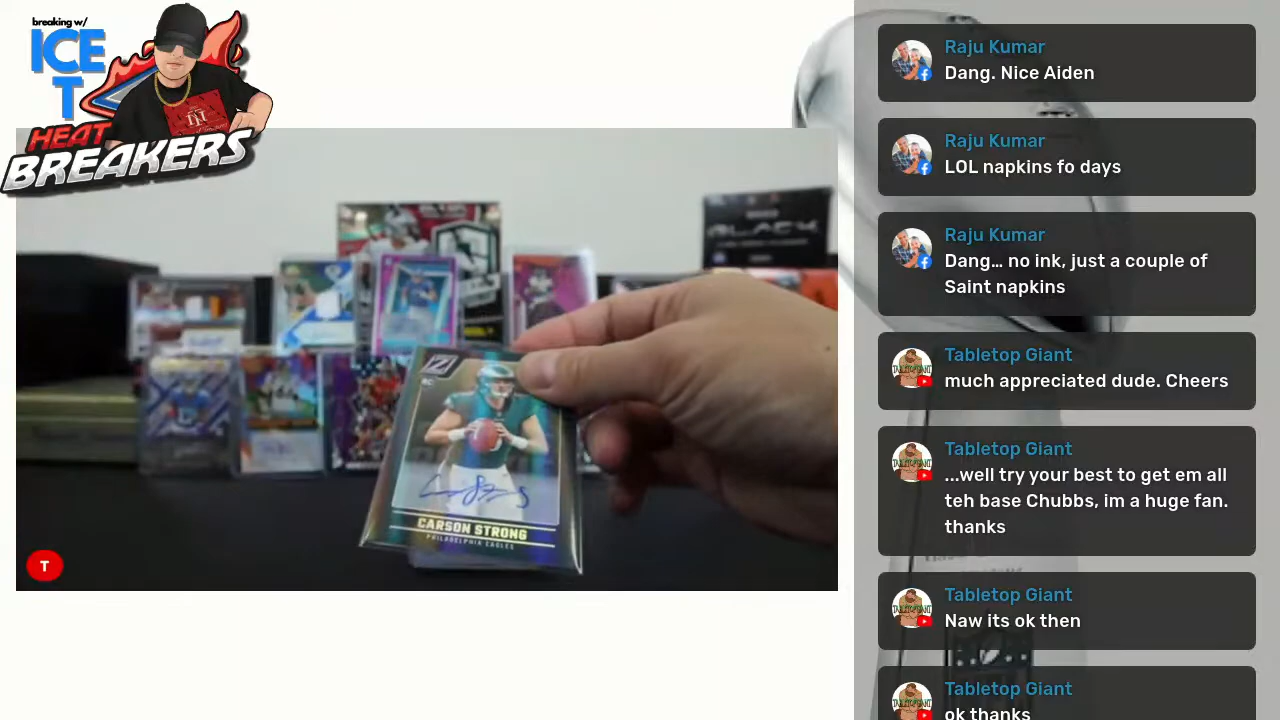 breaking w/
ICE
T
HEAT
BREAKERS
BLACK
CARSON STRONG
PHILADELPHIA EAGLES
RC
T
Raju Kumar
Dang. Nice Aiden
Raju Kumar
LOL napkins fo days
Raju Kumar
Dang… no ink, just a couple of
Saint napkins
Tabletop Giant
much appreciated dude. Cheers
Tabletop Giant
...well try your best to get em all
teh base Chubbs, im a huge fan.
thanks
Tabletop Giant
Naw its ok then
Tabletop Giant
ok thanks